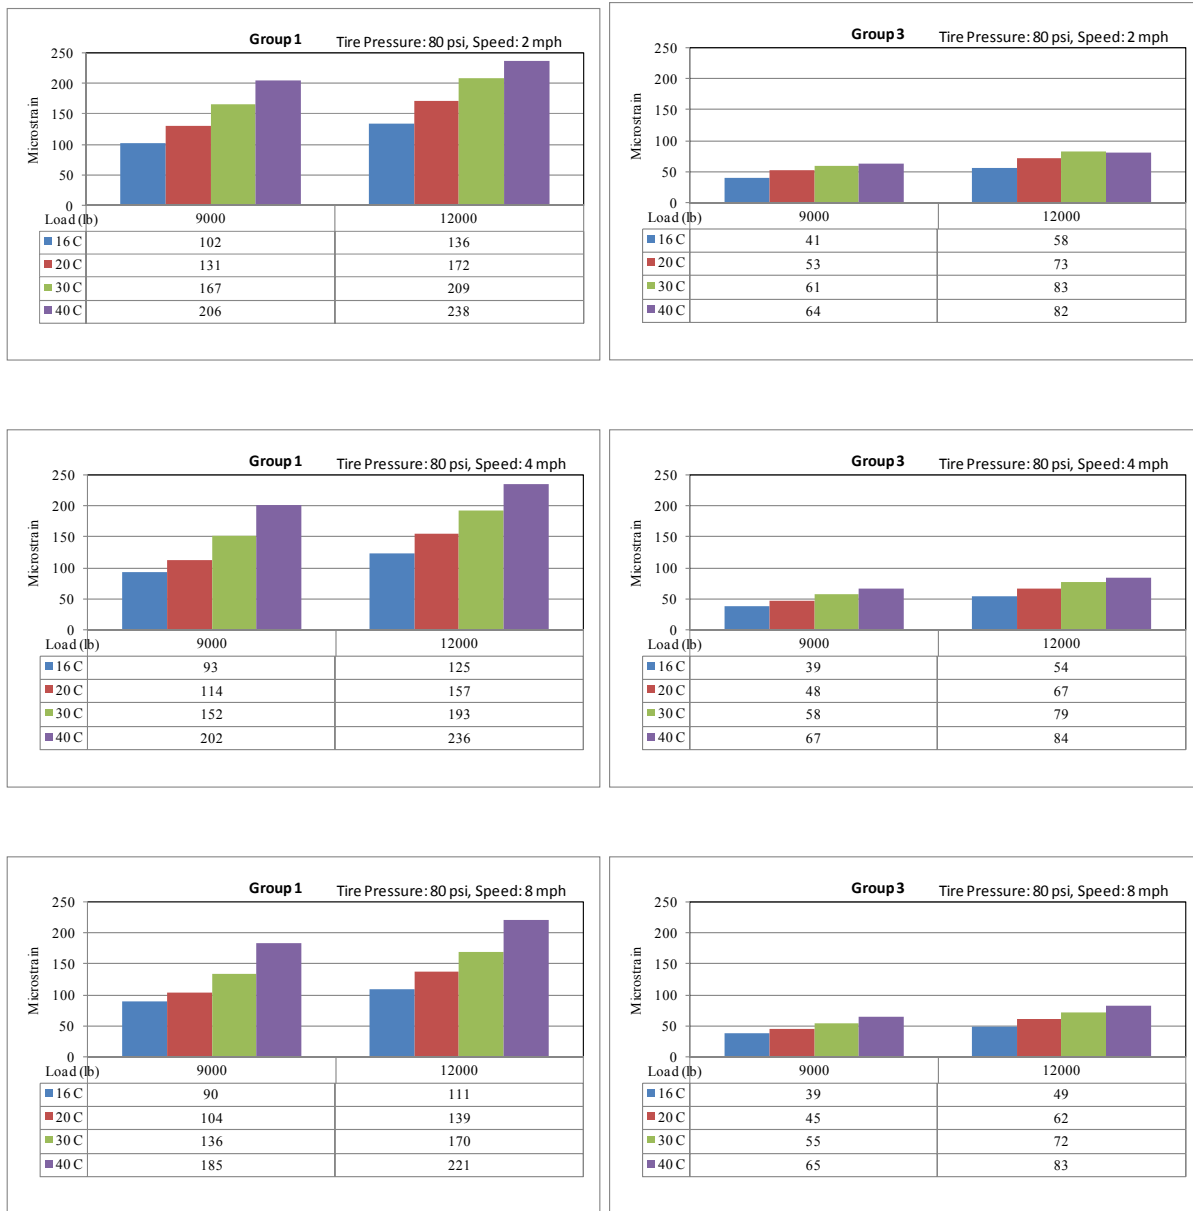 Group 1 Tire Pressure: 80 psi, Speed: 2 mph
250
200
150
100
50
0
Microstrain
Load (lb) 9000 12000
16 C 102 136
20 C 131 172
30 C 167 209
40 C 206 238
Group 3 Tire Pressure: 80 psi, Speed: 2 mph
250
200
150
100
50
0
Microstrain
Load (lb) 9000 12000
16 C 41 58
20 C 53 73
30 C 61 83
40 C 64 82
Group 1 Tire Pressure: 80 psi, Speed: 4 mph
250
200
150
100
50
0
Microstrain
Load (lb) 9000 12000
16 C 93 125
20 C 114 157
30 C 152 193
40 C 202 236
Group 3 Tire Pressure: 80 psi, Speed: 4 mph
250
200
150
100
50
0
Microstrain
Load (lb) 9000 12000
16 C 39 54
20 C 48 67
30 C 58 79
40 C 67 84
Group 1 Tire Pressure: 80 psi, Speed: 8 mph
250
200
150
100
50
0
Microstrain
Load (lb) 9000 12000
16 C 90 111
20 C 104 139
30 C 136 170
40 C 185 221
Group 3 Tire Pressure: 80 psi, Speed: 8 mph
250
200
150
100
50
0
Microstrain
Load (lb) 9000 12000
16 C 39 49
20 C 45 62
30 C 55 72
40 C 65 83